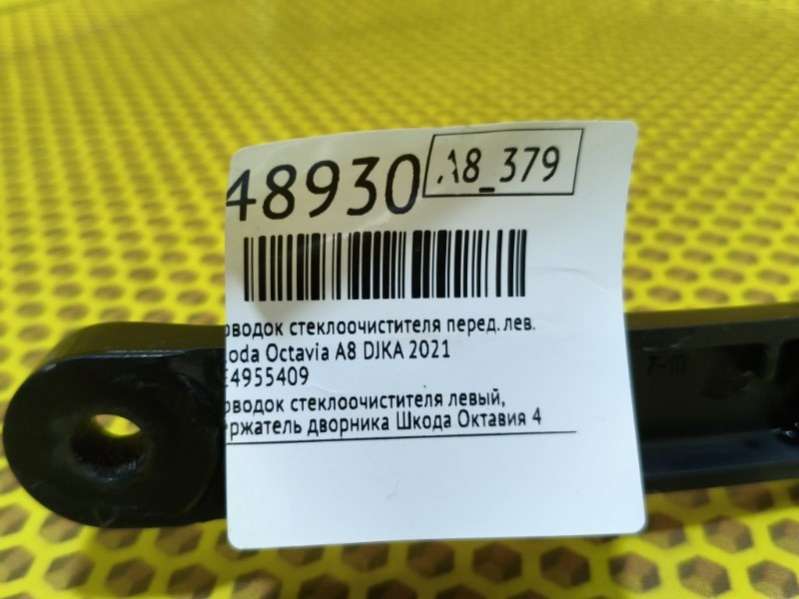 48930 A8_379
оводок стеклоочистителя перед.лев.
oda Octavia A8 DJKA 2021
E4955409
оводок стеклоочистителя левый,
ржатель дворника Шкода Октавия 4